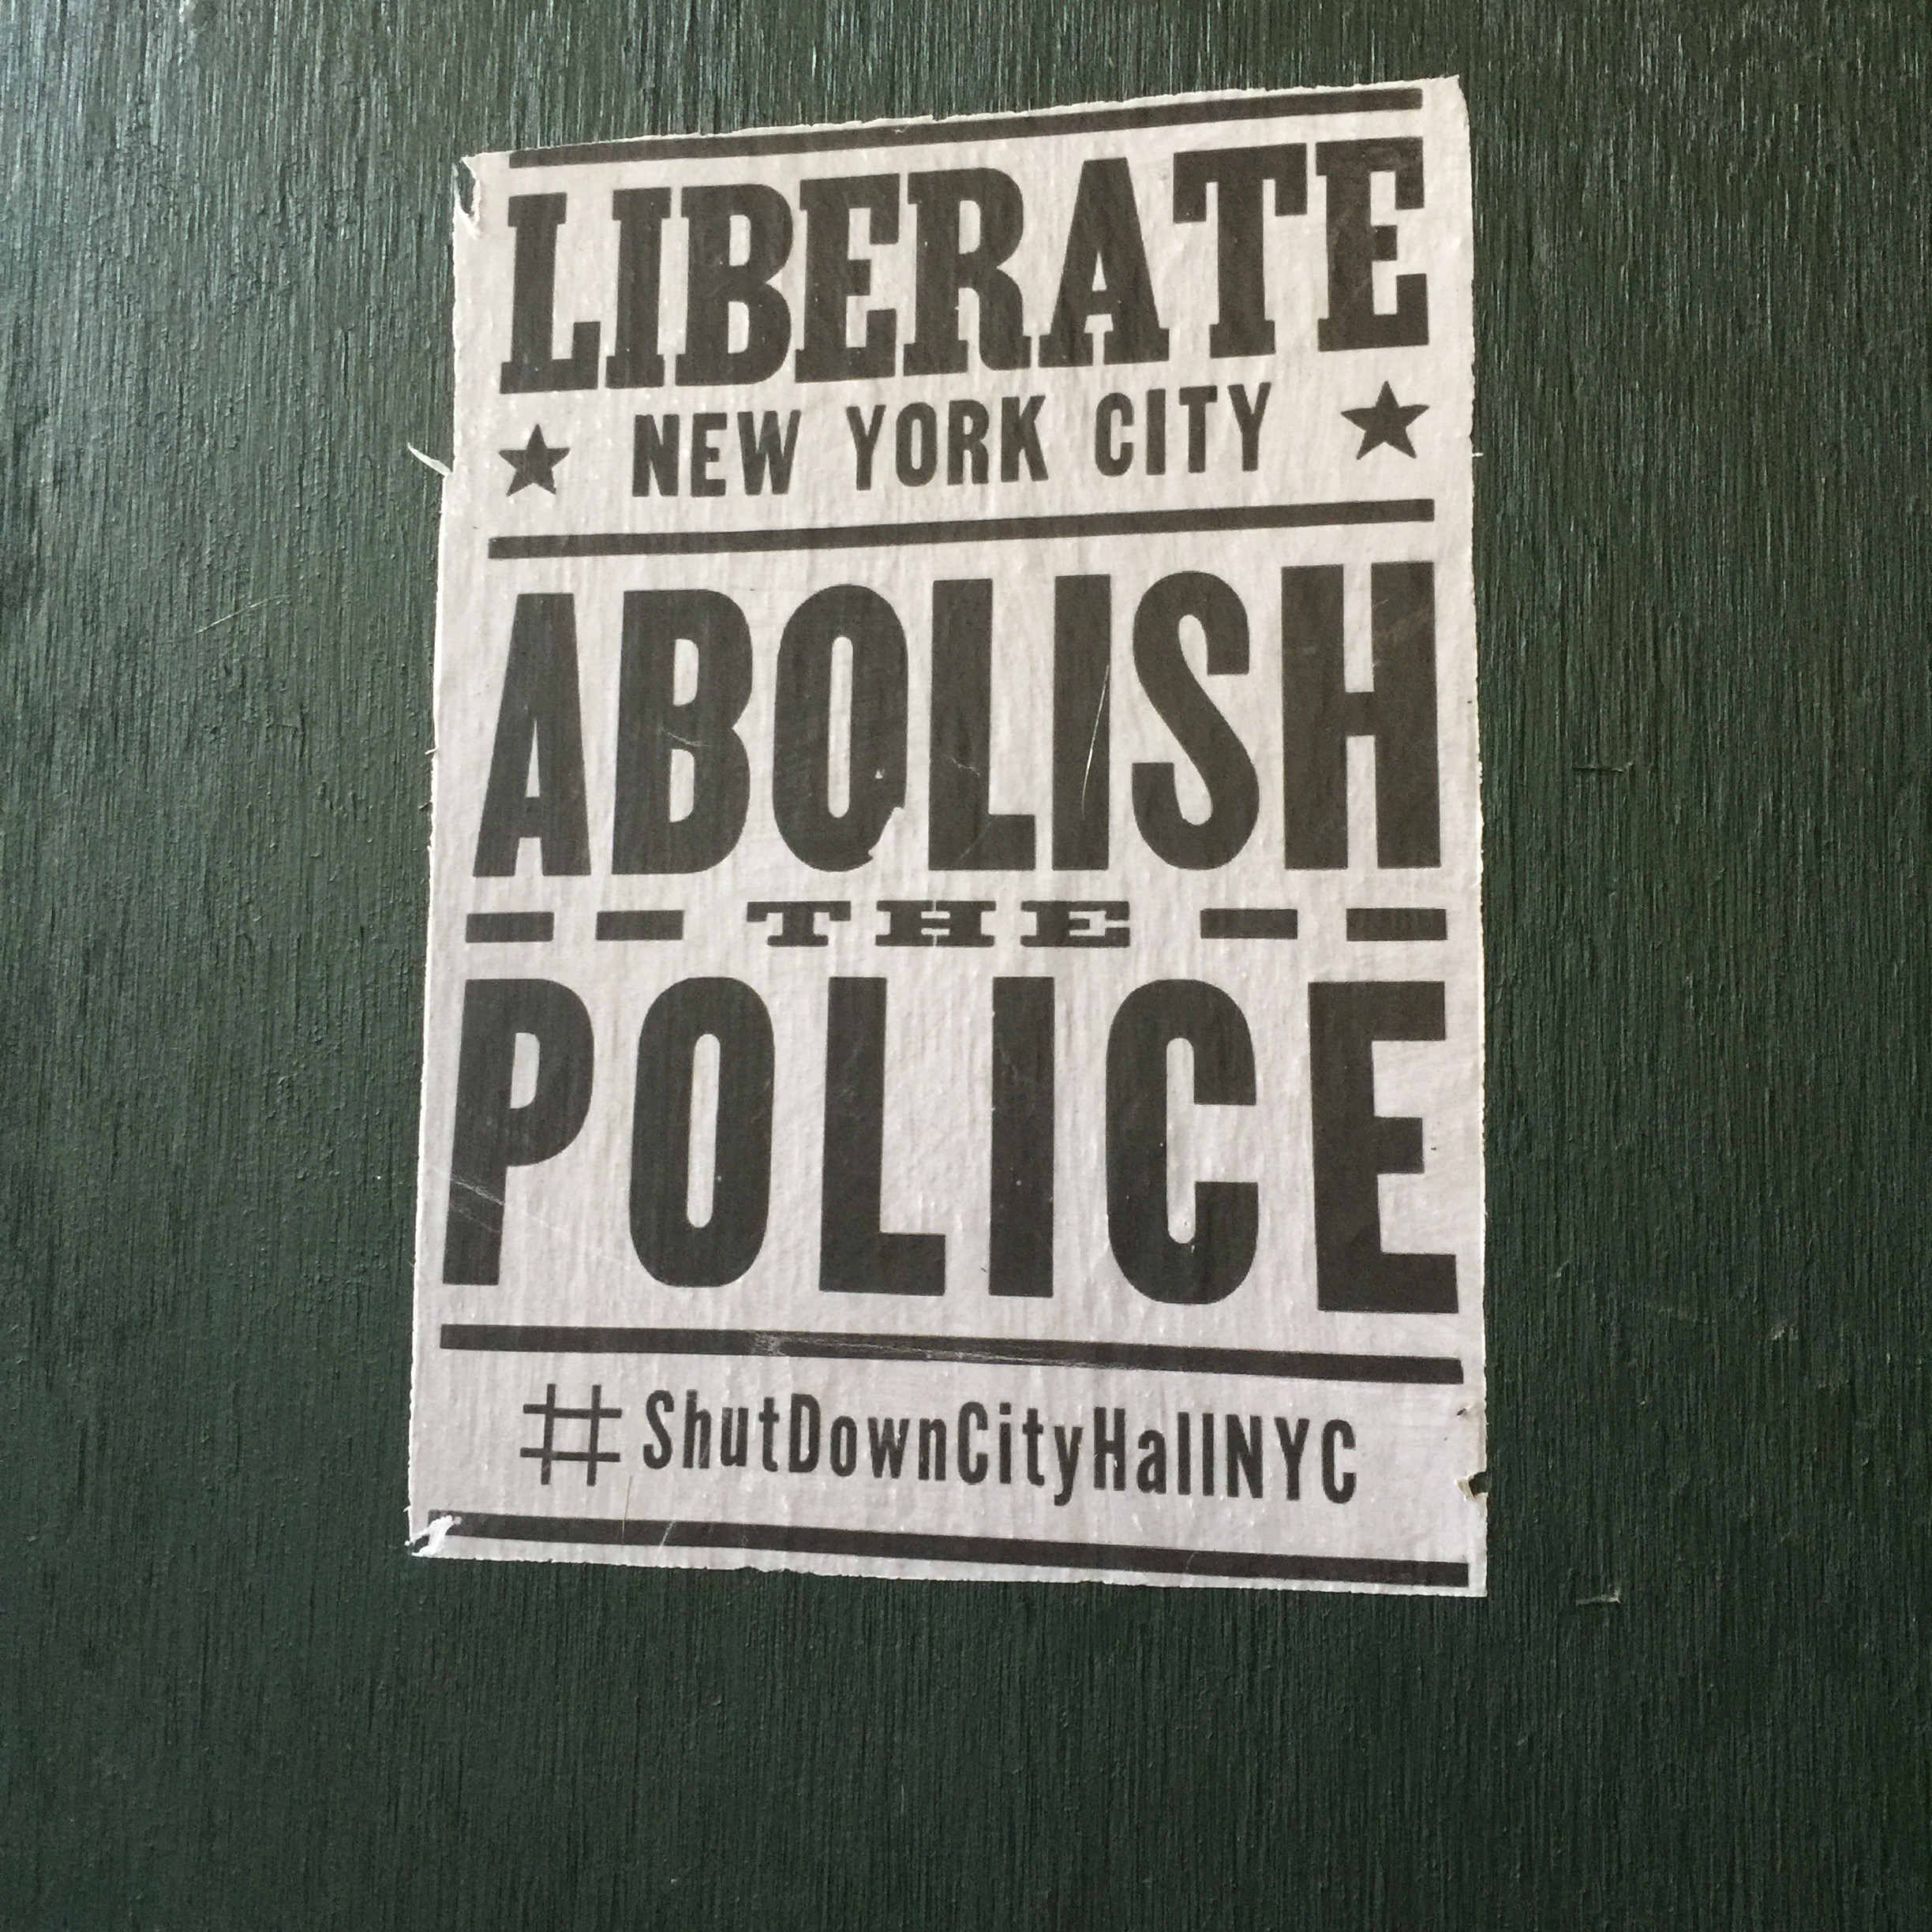 LIBERATE
★ NEW YORK CITY ★
ABOLISH
THE
POLICE
#ShutDownCityHallNYC